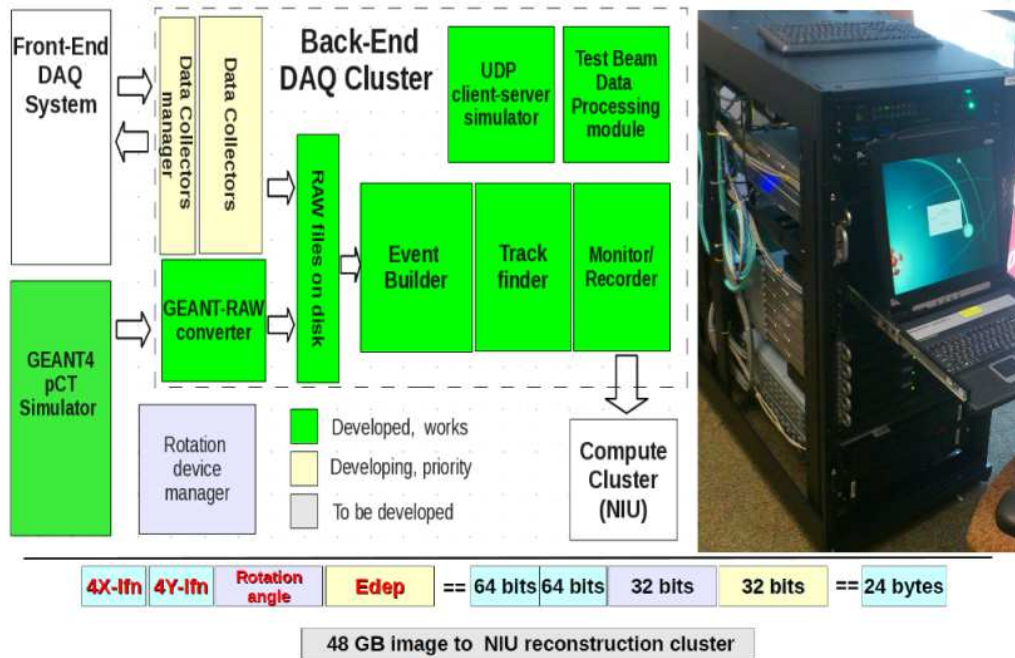 Front-End
DAQ
System
Data Collectors
manager
Data Collectors
Back-End
DAQ Cluster
UDP
client-server
simulator
Test Beam
Data
Processing
module
RAW files on disk
Event
Builder
Track
finder
Monitor/
Recorder
GEANT-RAW
converter
GEANT4
pCT
Simulator
Rotation
device
manager
Developed, works
Developing, priority
To be developed
Compute
Cluster
(NIU)
4X-lfn 4Y-lfn Rotation angle Edep == 64 bits 64 bits 32 bits 32 bits == 24 bytes
48 GB image to NIU reconstruction cluster